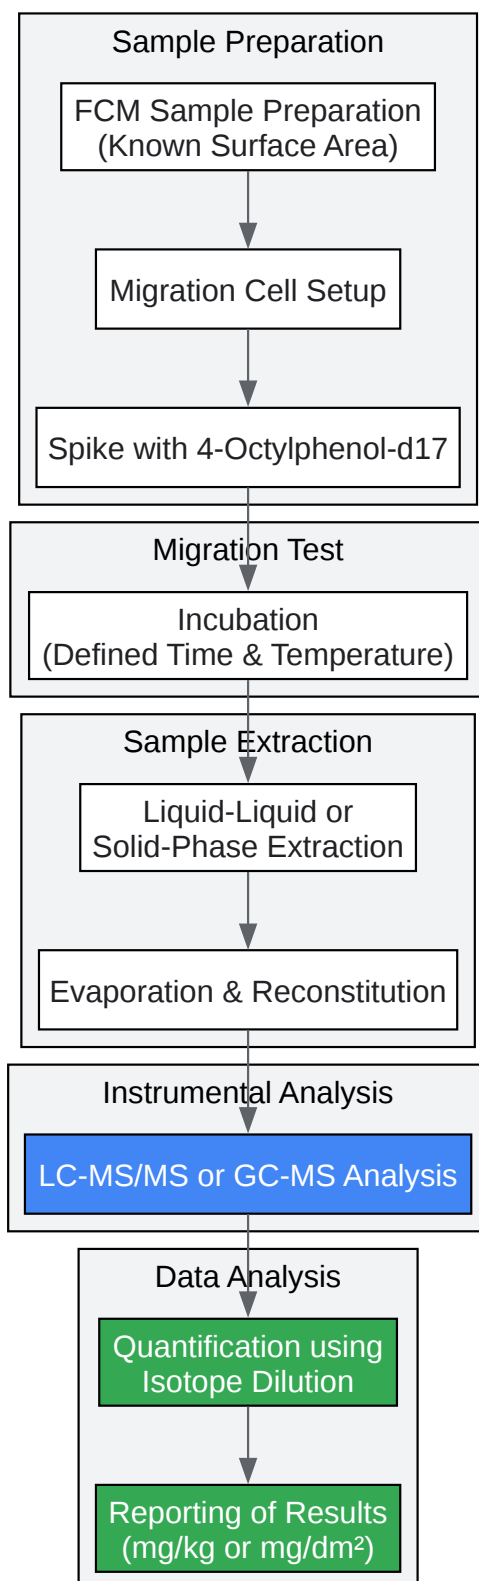 Sample Preparation
FCM Sample Preparation
(Known Surface Area)
Migration Cell Setup
Spike with 4-Octylphenol-d17
Migration Test
Incubation
(Defined Time & Temperature)
Sample Extraction
Liquid-Liquid or
Solid-Phase Extraction
Evaporation & Reconstitution
Instrumental Analysis
LC-MS/MS or GC-MS Analysis
Data Analysis
Quantification using
Isotope Dilution
Reporting of Results
(mg/kg or mg/dm²)